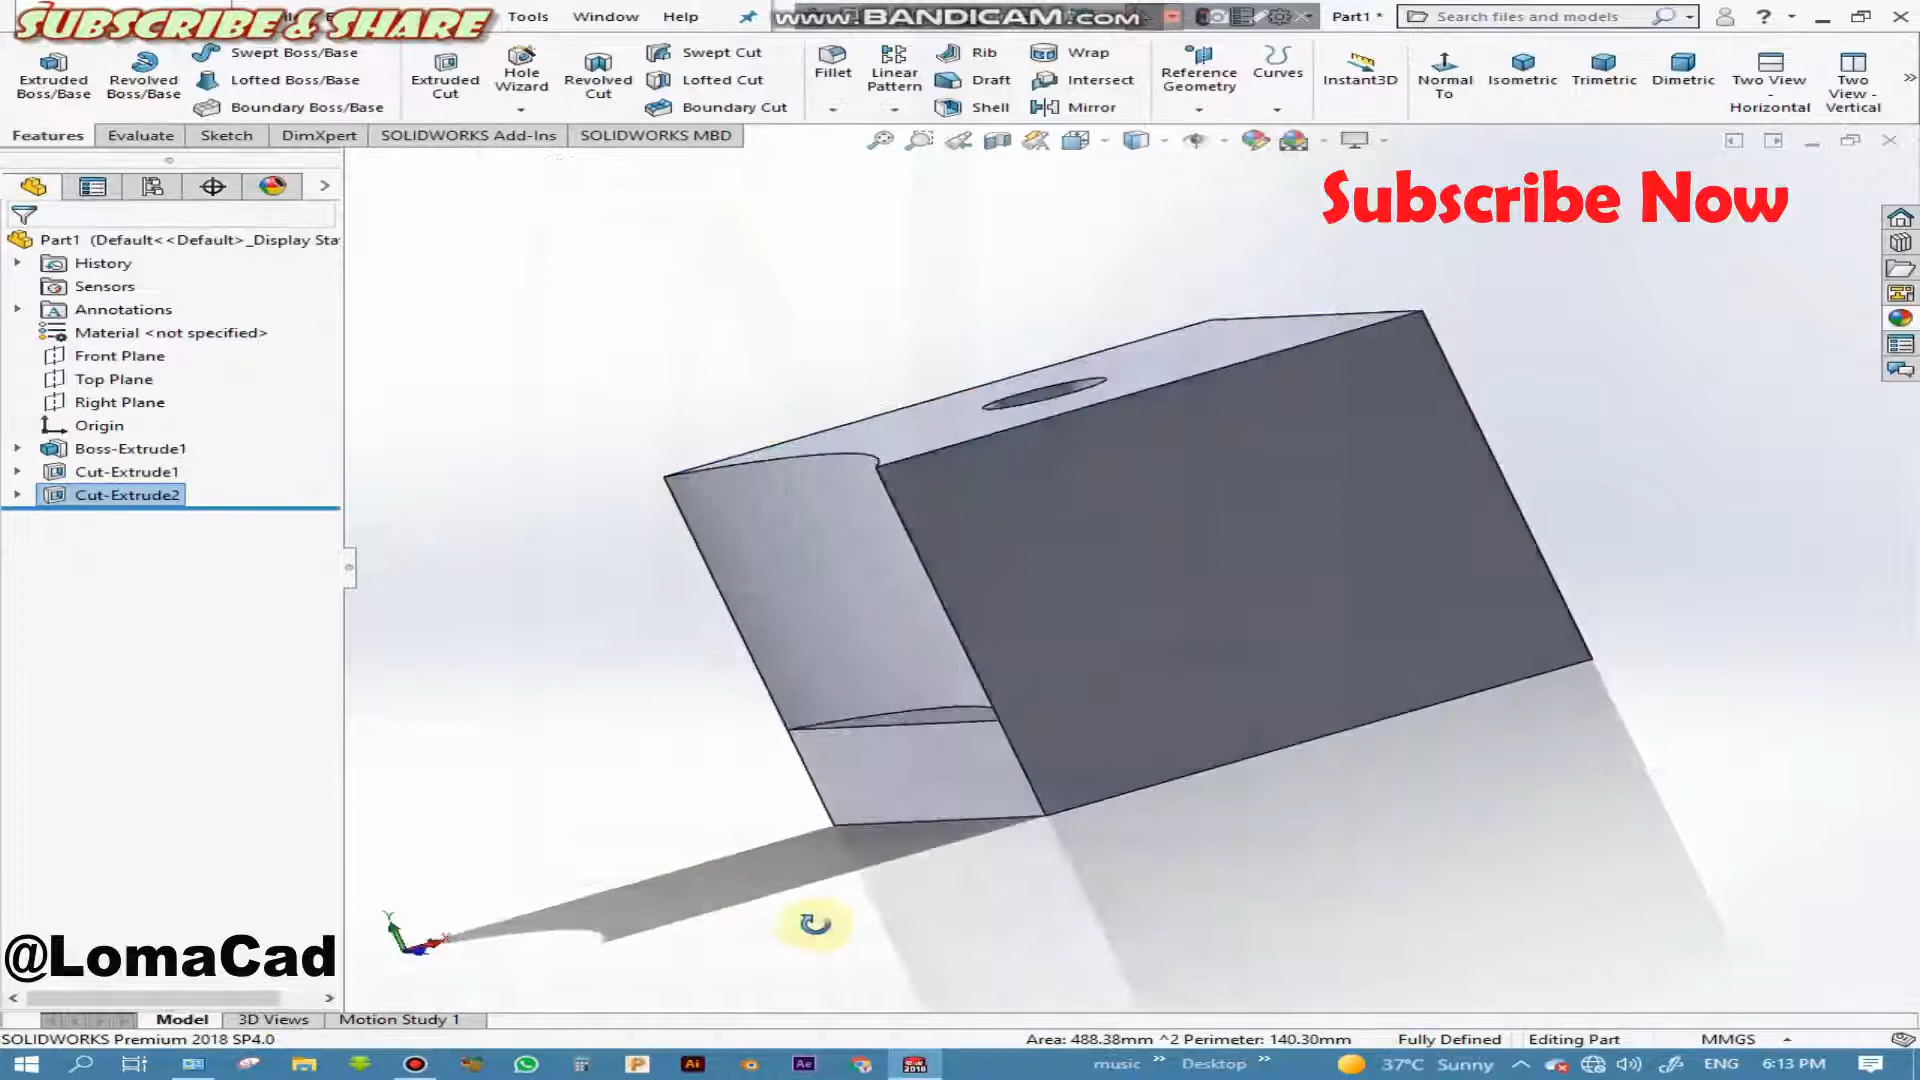 SUBSCRIBE & SHARE
Tools Window Help
www.BANDICAM.com
Part1 *
Search files and models
?
Extruded Boss/Base
Revolved Boss/Base
Swept Boss/Base
Lofted Boss/Base
Boundary Boss/Base
Extruded Cut
Hole Wizard
Revolved Cut
Swept Cut
Lofted Cut
Boundary Cut
Fillet
Linear Pattern
Rib
Draft
Shell
Wrap
Intersect
Mirror
Reference Geometry
Curves
Instant3D
Normal To
Isometric
Trimetric
Dimetric
Two View - Horizontal
Two View - Vertical
Features Evaluate Sketch DimXpert SOLIDWORKS Add-Ins SOLIDWORKS MBD
Subscribe Now
Part1 (Default<<Default>_Display Sta
History
Sensors
Annotations
Material <not specified>
Front Plane
Top Plane
Right Plane
Origin
Boss-Extrude1
Cut-Extrude1
Cut-Extrude2
Y
X
@LomaCad
Model 3D Views Motion Study 1
SOLIDWORKS Premium 2018 SP4.0
Area: 488.38mm ^2 Perimeter: 140.30mm
Fully Defined
Editing Part
MMGS
music » Desktop »
37°C Sunny
ENG
6:13 PM